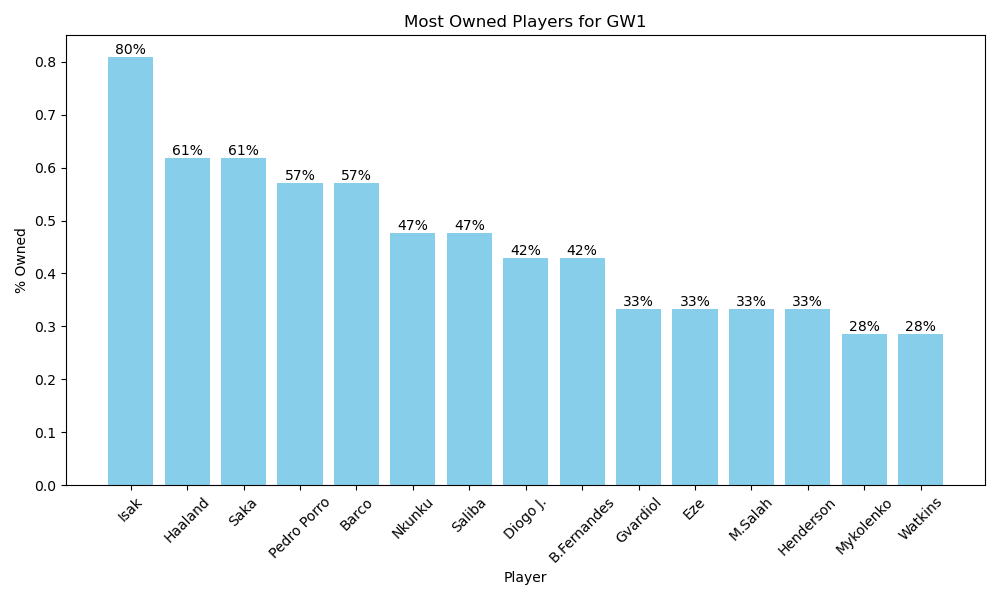 Most Owned Players for GW1
% Owned
0.8
0.7
0.6
0.5
0.4
0.3
0.2
0.1
0.0
80%
61%
61%
57%
57%
47%
47%
42%
42%
33%
33%
33%
33%
28%
28%
Isak
Haaland
Saka
Pedro Porro
Barco
Nkunku
Saliba
Diogo J.
B.Fernandes
Gvardiol
Eze
M.Salah
Henderson
Mykolenko
Watkins
Player